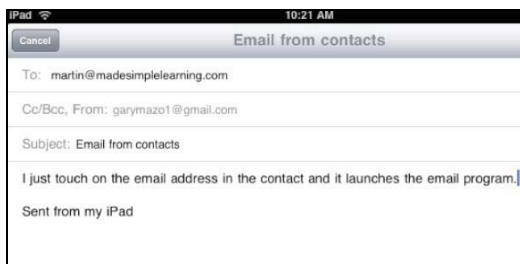 iPad 10:21 AM
Cancel Email from contacts
To: martin@madesimplelearning.com
Cc/Bcc, From: garymazo1@gmail.com
Subject: Email from contacts
I just touch on the email address in the contact and it launches the email program.
Sent from my iPad